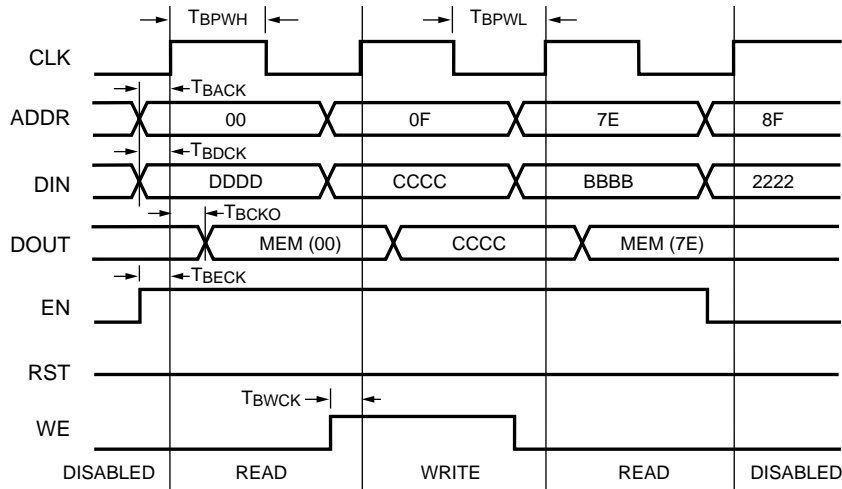 TBPWH TBPWL
CLK
TBACK
ADDR 00 0F 7E 8F
TBDCK
DIN DDDD CCCC BBBB 2222
TBCKO
DOUT MEM (00) CCCC MEM (7E)
TBECK
EN
RST
TBWCK
WE
DISABLED READ WRITE READ DISABLED